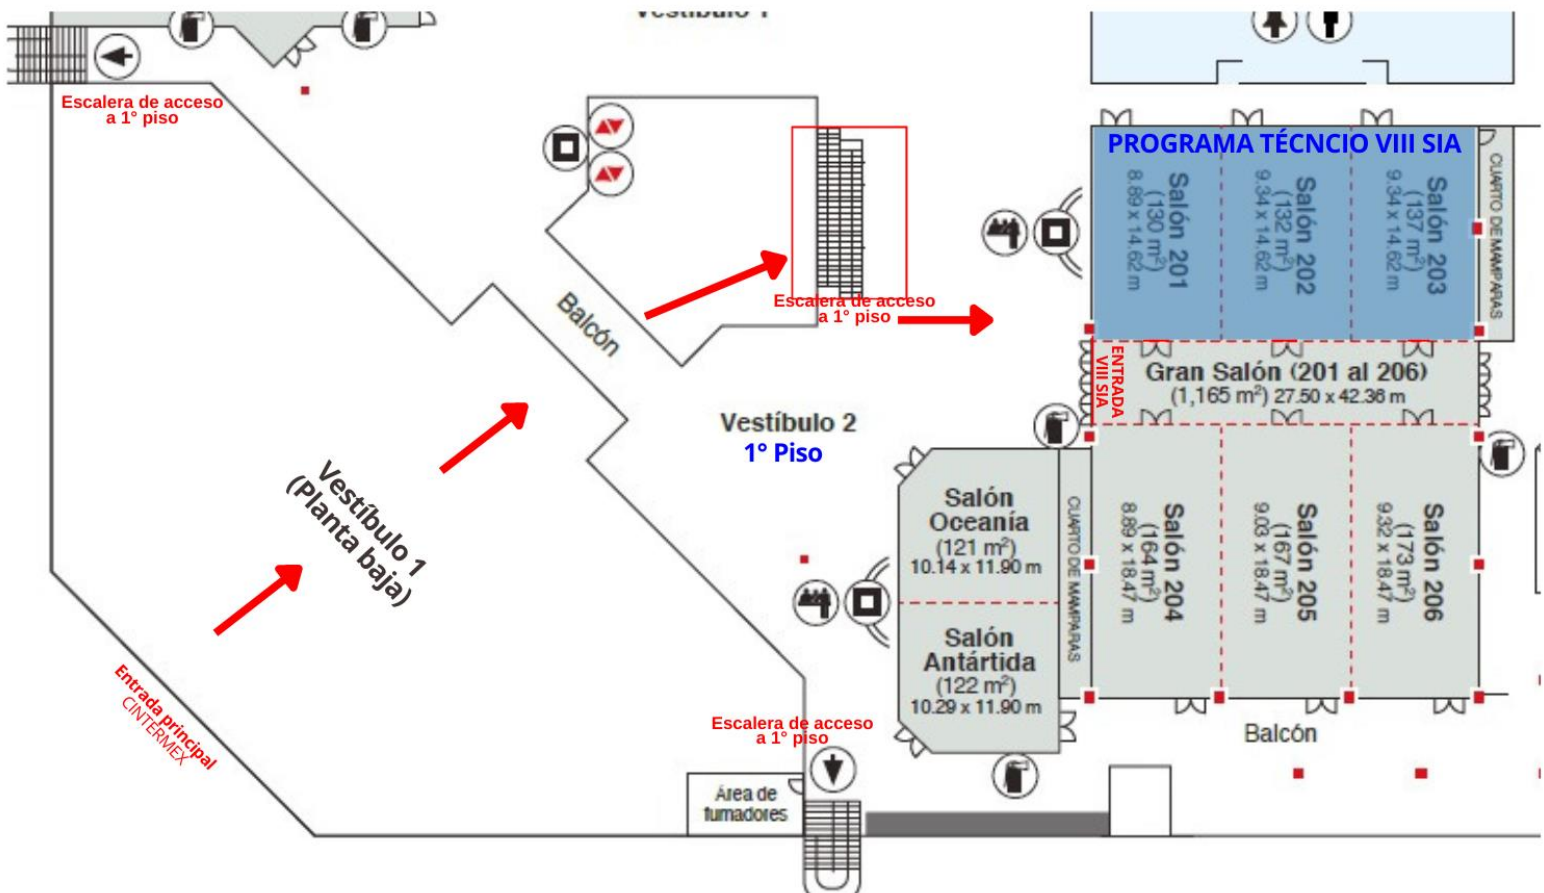 Vestíbulo 1
Escalera de acceso
a 1° piso
PROGRAMA TÉCNCIO VIII SIA
Salón 201
(130 m²)
8.89 x 14.62 m
Salón 202
(132 m²)
9.34 x 14.62 m
Salón 203
(137 m²)
9.34 x 14.62 m
CUARTO DE MAMPARAS
Balcón
Escalera de acceso
a 1° piso
ENTRADA
VIII SIA
Gran Salón (201 al 206)
(1,165 m²) 27.50 x 42.36 m
Vestíbulo 2
1° Piso
Vestíbulo 1
(Planta baja)
Salón
Oceanía
(121 m²)
10.14 x 11.90 m
CUARTO DE MAMPARAS
Salón 204
(164 m²)
8.89 x 18.47 m
Salón 205
(167 m²)
9.03 x 18.47 m
Salón 206
(173 m²)
9.32 x 18.47 m
Salón
Antártida
(122 m²)
10.29 x 11.90 m
Entrada principal
CINTERMEX
Escalera de acceso
a 1° piso
Balcón
Área de
fumadores